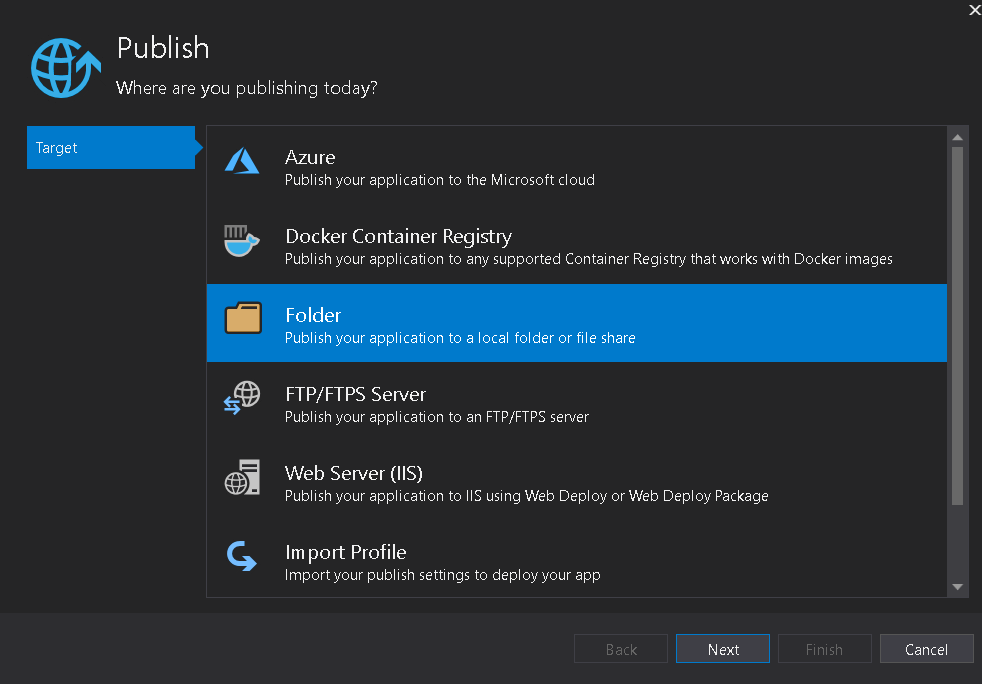 Publish
Where are you publishing today?
Target
Azure
Publish your application to the Microsoft cloud
Docker Container Registry
Publish your application to any supported Container Registry that works with Docker images
Folder
Publish your application to a local folder or file share
FTP/FTPS Server
Publish your application to an FTP/FTPS server
Web Server (IIS)
Publish your application to IIS using Web Deploy or Web Deploy Package
Import Profile
Import your publish settings to deploy your app
Back
Next
Finish
Cancel